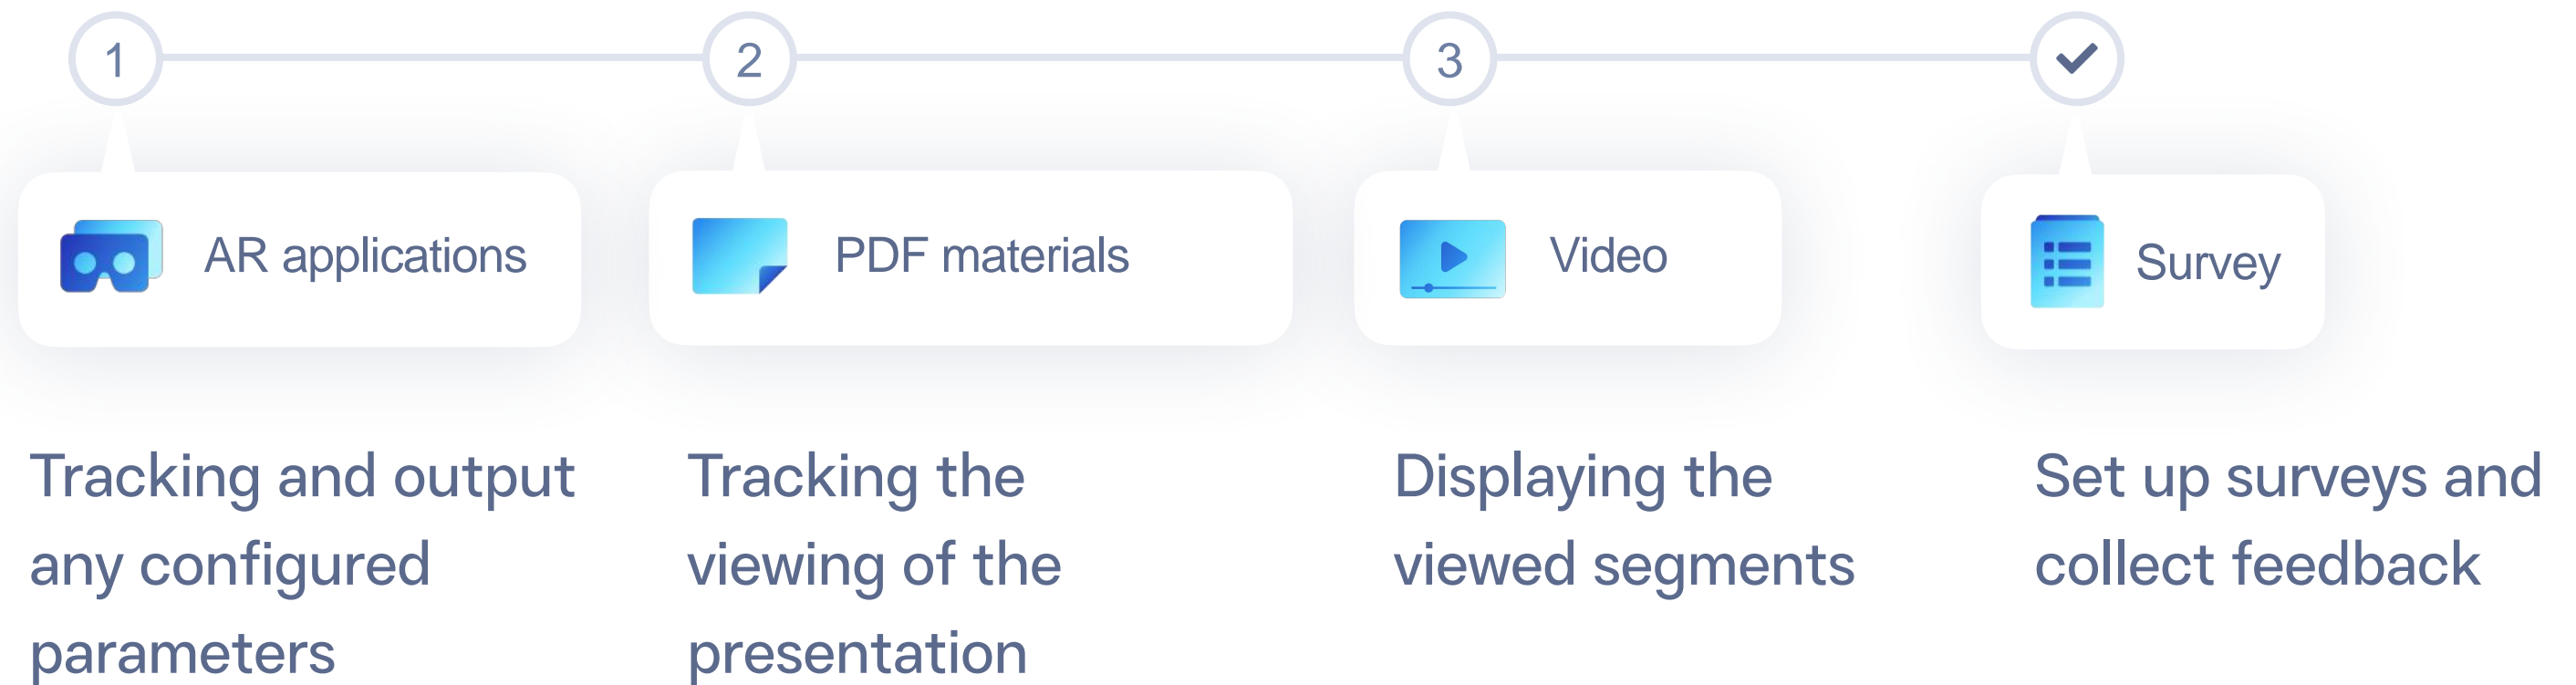 1
2
3
AR applications
PDF materials
Video
Survey
Tracking and output
any configured
parameters
Tracking the
viewing of the
presentation
Displaying the
viewed segments
Set up surveys and
collect feedback